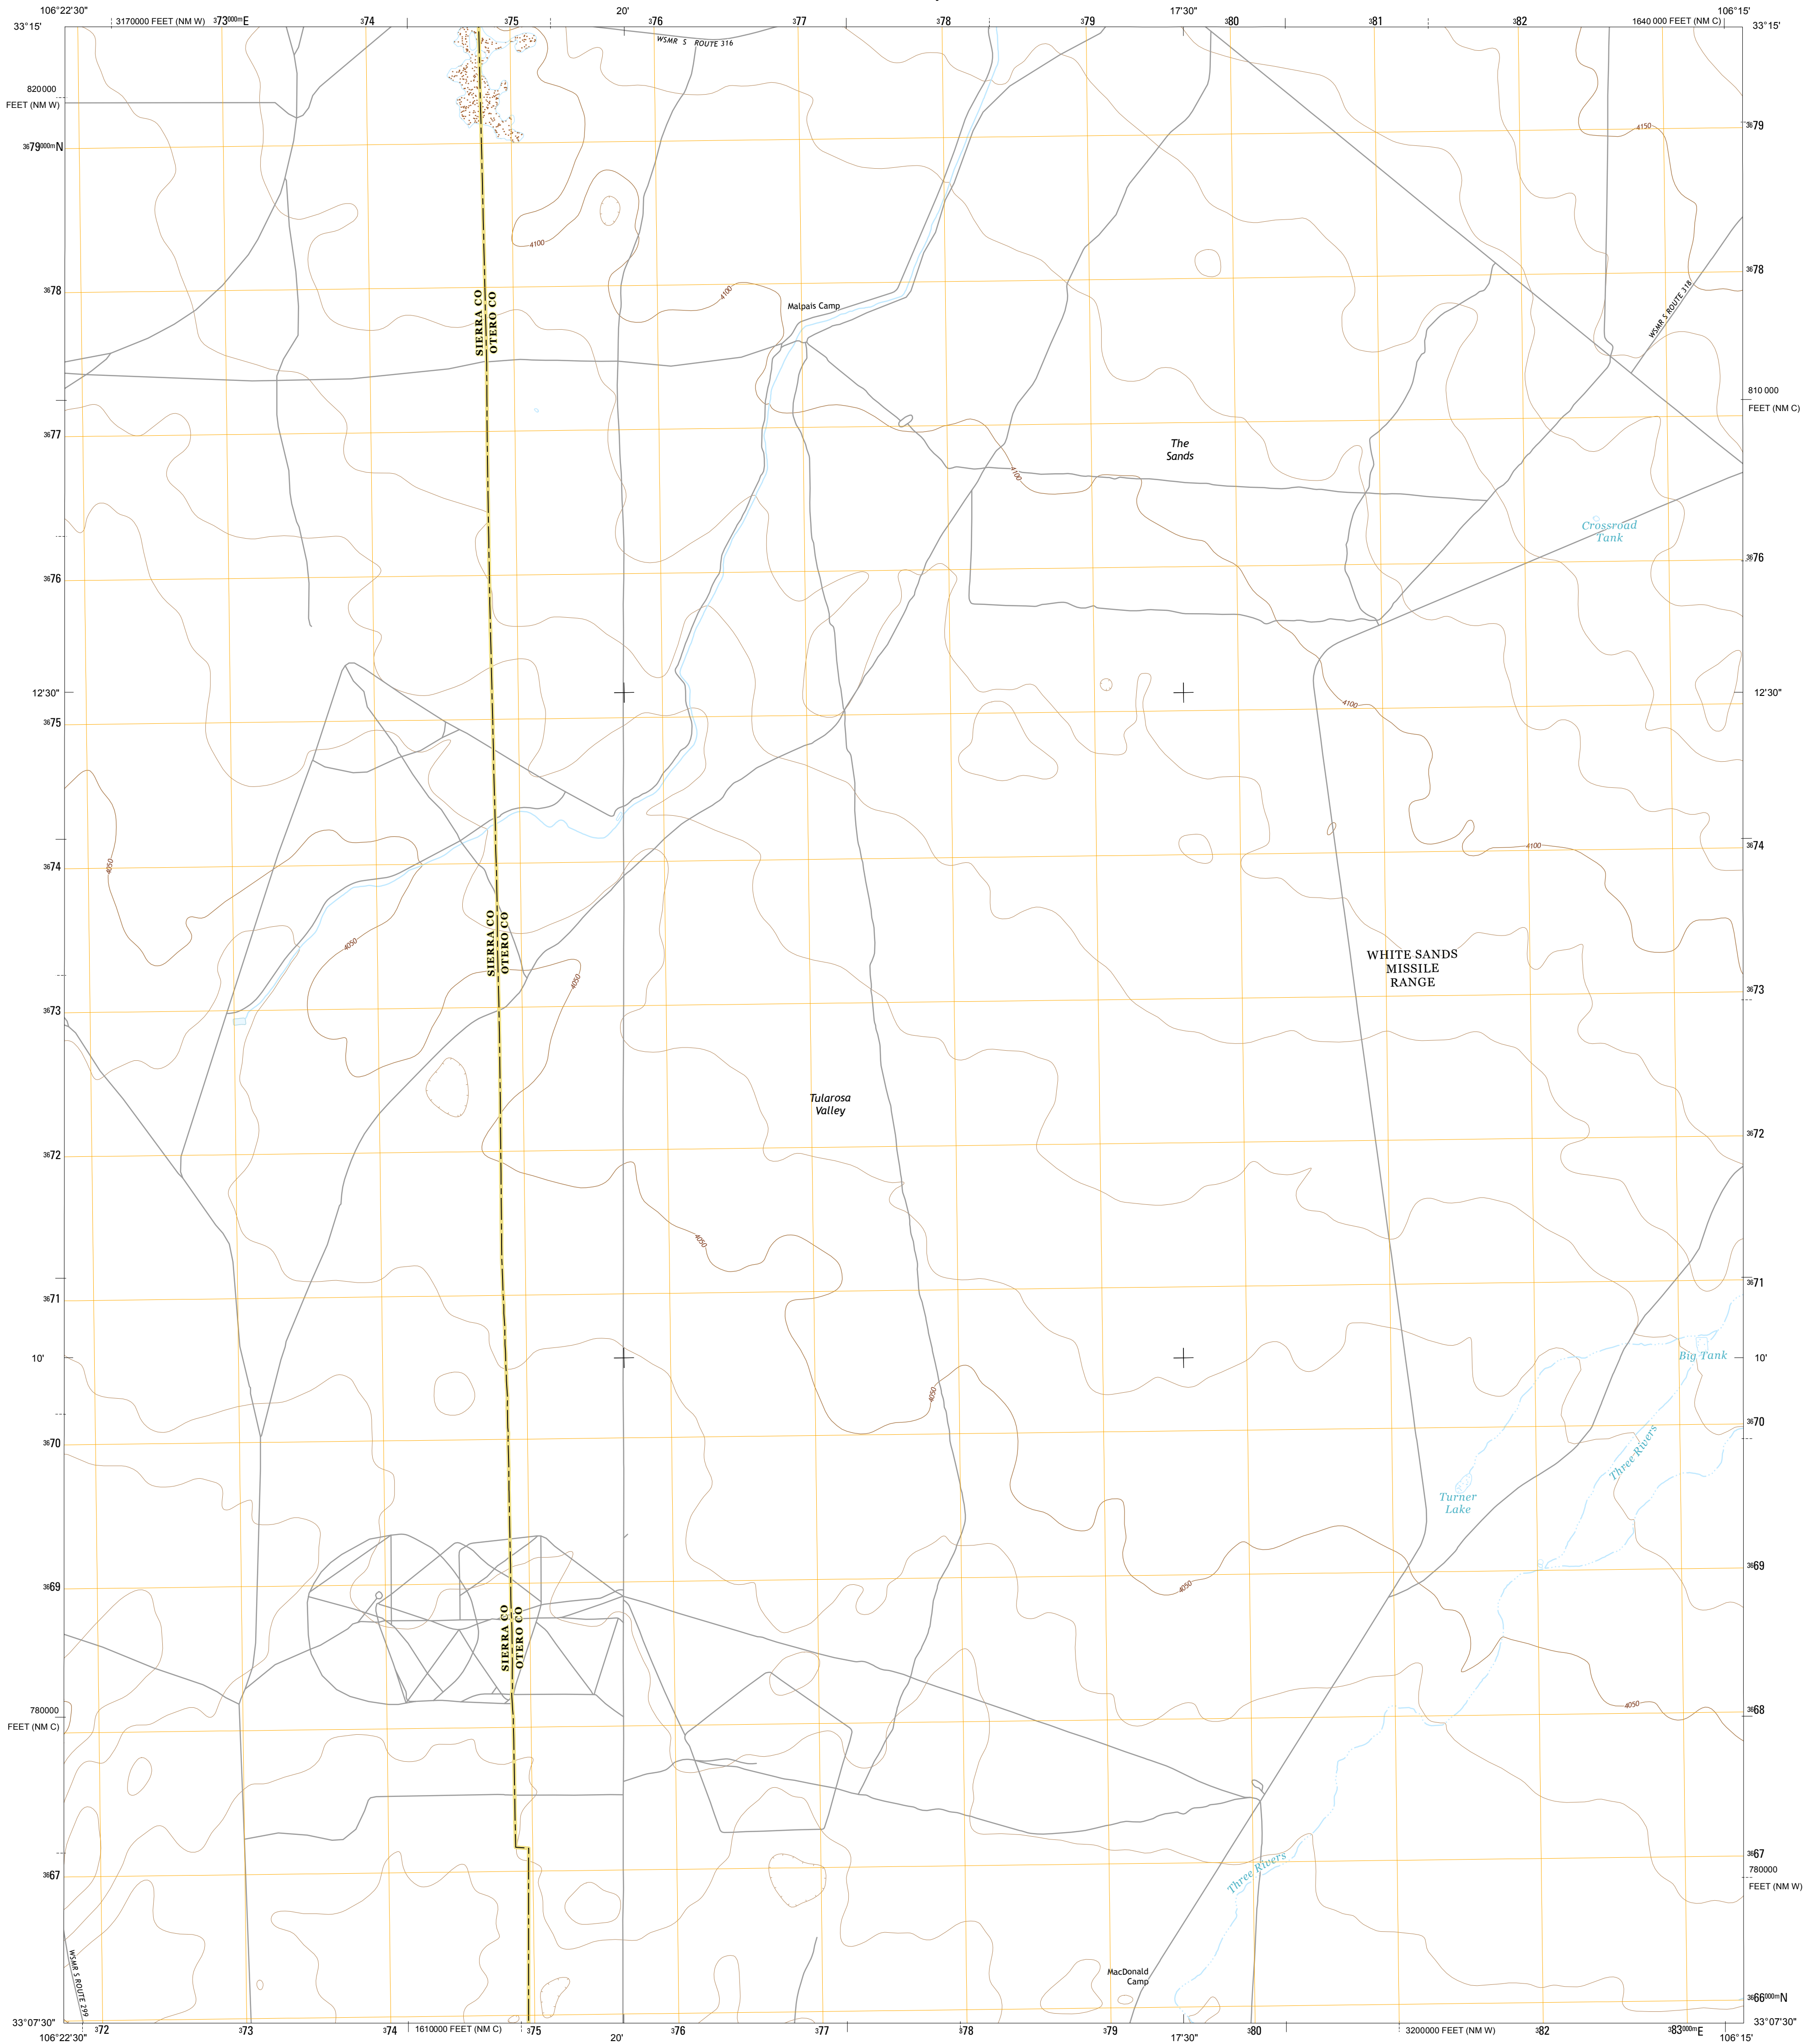 106°22'30"
3170000 FEET (NM W)
373000mE
374
375
20'
376
377
378
379
17'30"
380
381
382
1640 000 FEET (NM C)
106°15'
33°15'
33°15'
WSMR S ROUTE 316
820000
FEET (NM W)
3679000mN
3679
4150
4100
3678
3678
SIERRA CO
OTERO CO
4100
Malpais Camp
WSMR S ROUTE 318
810 000
FEET (NM C)
3677
The
Sands
4100
Crossroad
Tank
3676
3676
12'30"
12'30"
4100
3675
4100
3674
3674
4050
SIERRA CO
OTERO CO
4050
WHITE SANDS
MISSILE
RANGE
4050
3673
3673
Tularosa
Valley
3672
3672
4050
3671
3671
10'
10'
Big Tank
4050
3670
3670
Three Rivers
Turner
Lake
3669
3669
4050
SIERRA CO
OTERO CO
4050
780000
FEET (NM C)
3668
3667
3667
780000
FEET (NM W)
Three Rivers
WSMR S ROUTE 299
MacDonald
Camp
3666000mN
33°07'30"
33°07'30"
106°22'30"
372
373
374
1610000 FEET (NM C)
375
20'
376
377
378
379
17'30"
380
3200000 FEET (NM W)
382
383000mE
106°15'